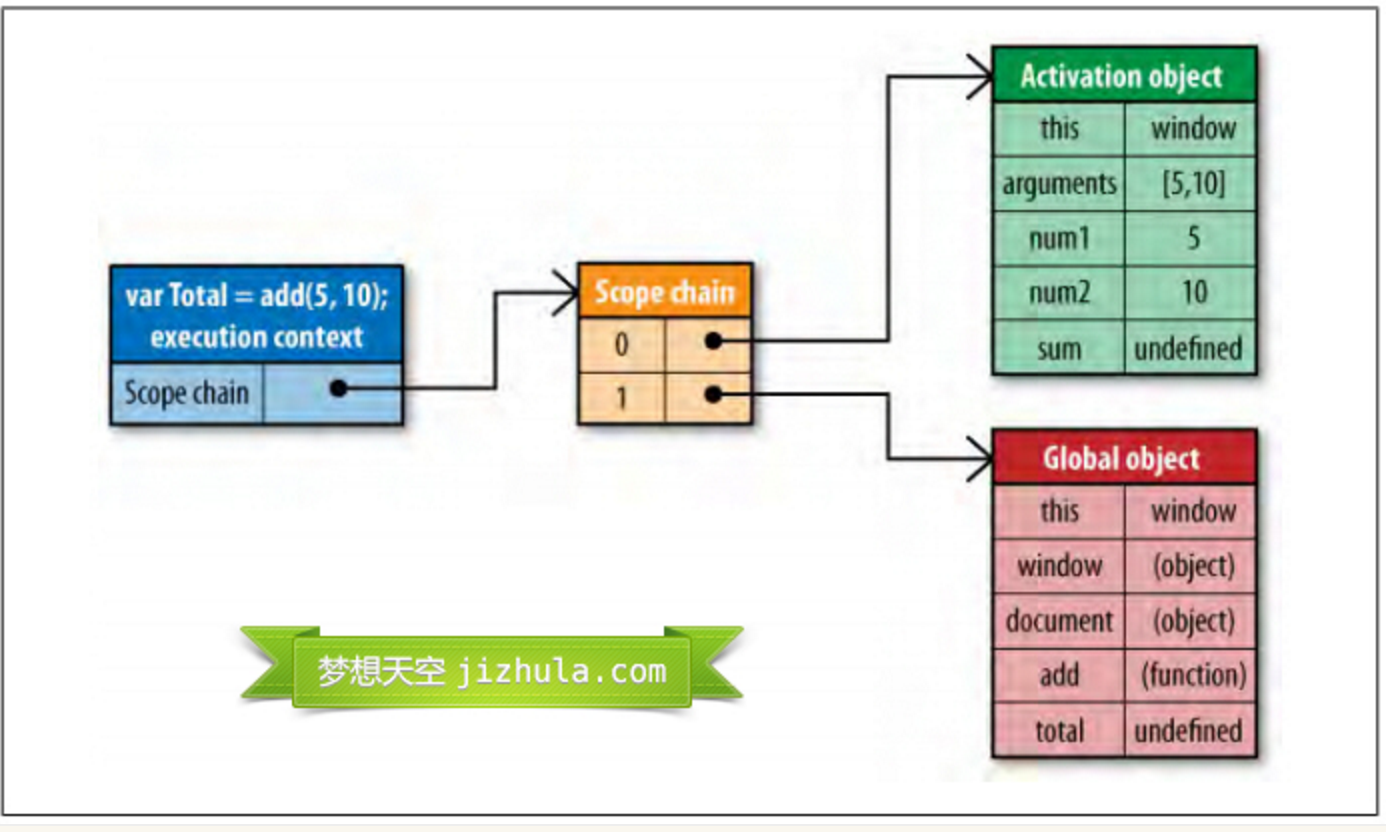 var Total = add(5, 10);
execution context
Scope chain
Scope chain
0
1
Activation object
this window
arguments [5,10]
num1 5
num2 10
sum undefined
Global object
this window
window (object)
document (object)
add (function)
total undefined
梦想天空 jizhula.com